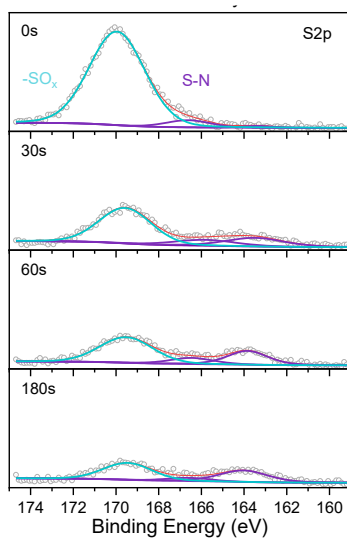 0s
S2p
-SOₓ
S-N
30s
60s
180s
174 172 170 168 166 164 162 160
Binding Energy (eV)